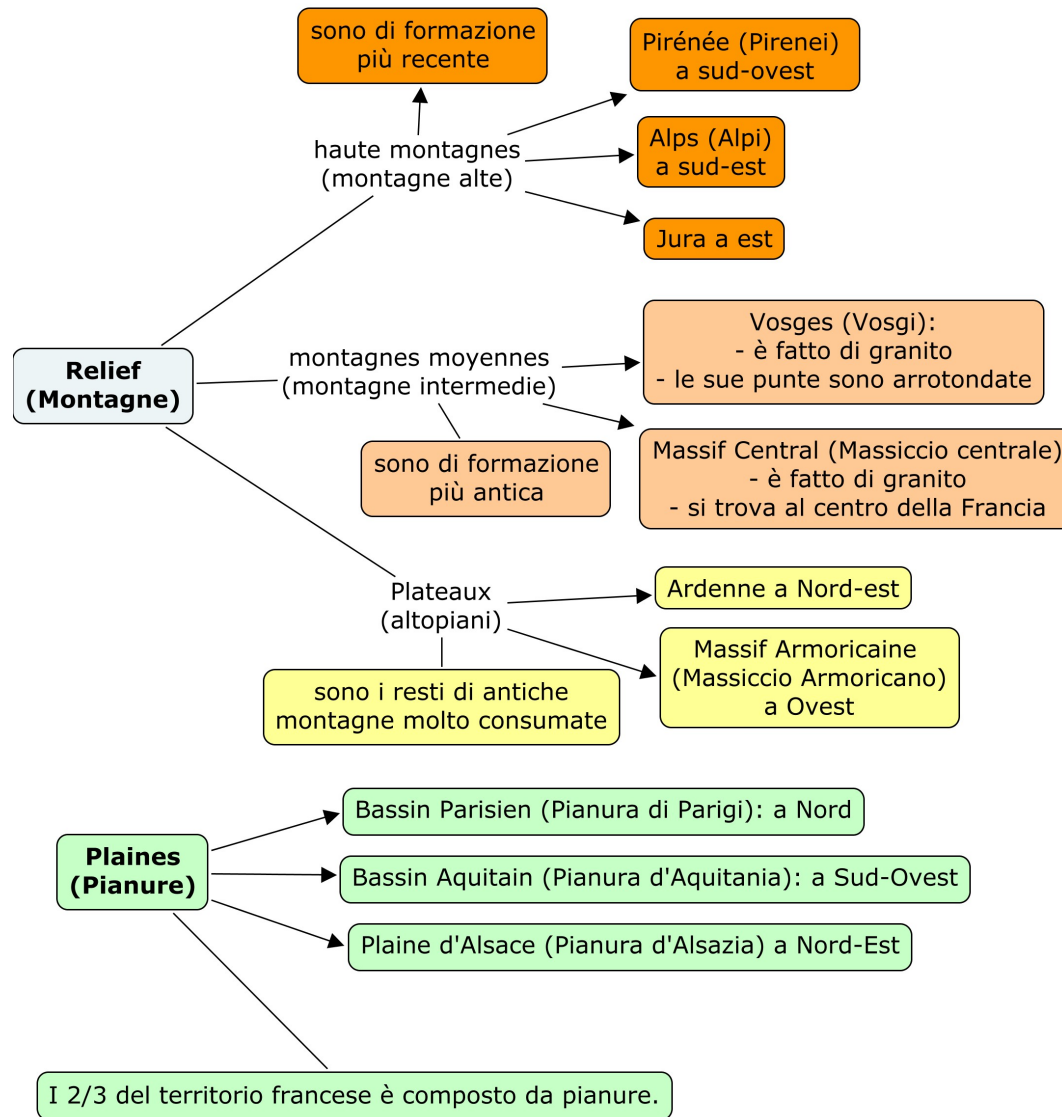 sono di formazione
più recente
Pirénée (Pirenei)
a sud-ovest
haute montagnes
(montagne alte)
Alps (Alpi)
a sud-est
Jura a est
Relief
(Montagne)
montagnes moyennes
(montagne intermedie)
Vosges (Vosgi):
- è fatto di granito
- le sue punte sono arrotondate
sono di formazione
più antica
Massif Central (Massiccio centrale)
- è fatto di granito
- si trova al centro della Francia
Plateaux
(altopiani)
Ardenne a Nord-est
sono i resti di antiche
montagne molto consumate
Massif Armoricaine
(Massiccio Armoricano)
a Ovest
Plaines
(Pianure)
Bassin Parisien (Pianura di Parigi): a Nord
Bassin Aquitain (Pianura d'Aquitania): a Sud-Ovest
Plaine d'Alsace (Pianura d'Alsazia) a Nord-Est
I 2/3 del territorio francese è composto da pianure.